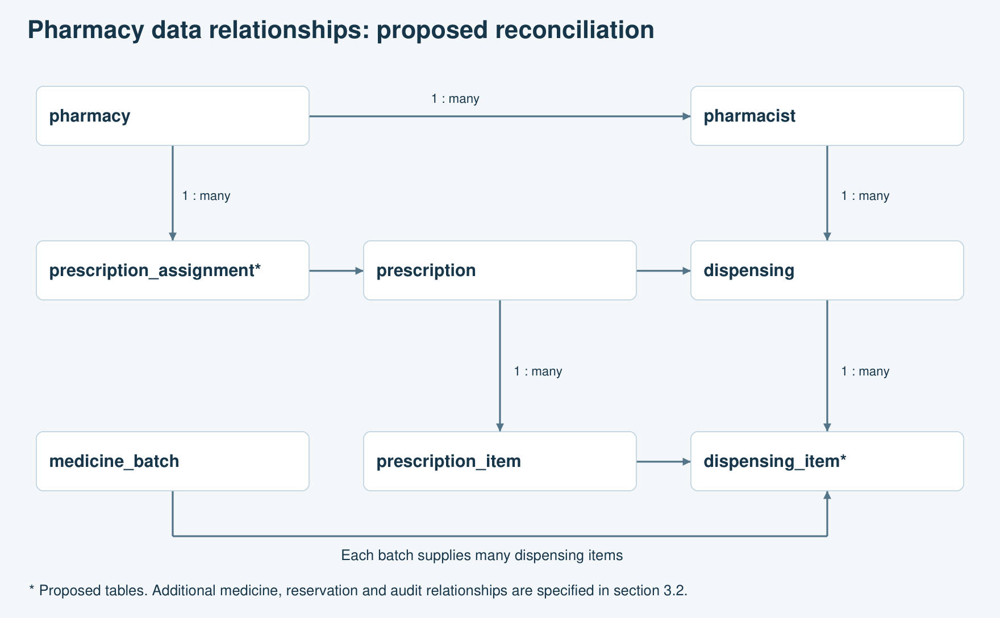 Pharmacy data relationships: proposed reconciliation
pharmacy
1 : many
pharmacist
1 : many
1 : many
prescription_assignment*
prescription
dispensing
1 : many
1 : many
medicine_batch
prescription_item
dispensing_item*
Each batch supplies many dispensing items
* Proposed tables. Additional medicine, reservation and audit relationships are specified in section 3.2.